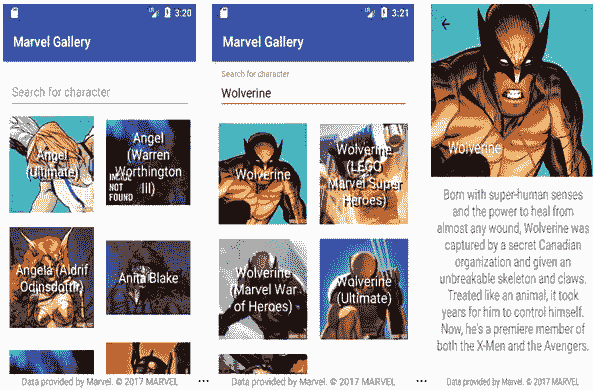 3:20
Marvel Gallery
Search for character
Angel
(Ultimate)
Angel
(Warren
Worthington
III)
NOT
FOUND
Angela (Aldrif
Odinsdottir)
Anita Blake
Data provided by Marvel. © 2017 MARVEL
3:21
Marvel Gallery
Search for character
Wolverine
Wolverine
Wolverine
(LEGO
Marvel Super
Heroes)
Wolverine
(Marvel War
of Heroes)
Wolverine
(Ultimate)
Data provided by Marvel. © 2017 MARVEL
Wolverine
Born with super-human senses
and the power to heal from
almost any wound, Wolverine was
captured by a secret Canadian
organization and given an
unbreakable skeleton and claws.
Treated like an animal, it took
years for him to control himself.
Now, he's a premiere member of
both the X-Men and the Avengers.
Data provided by Marvel. © 2017 MARVEL